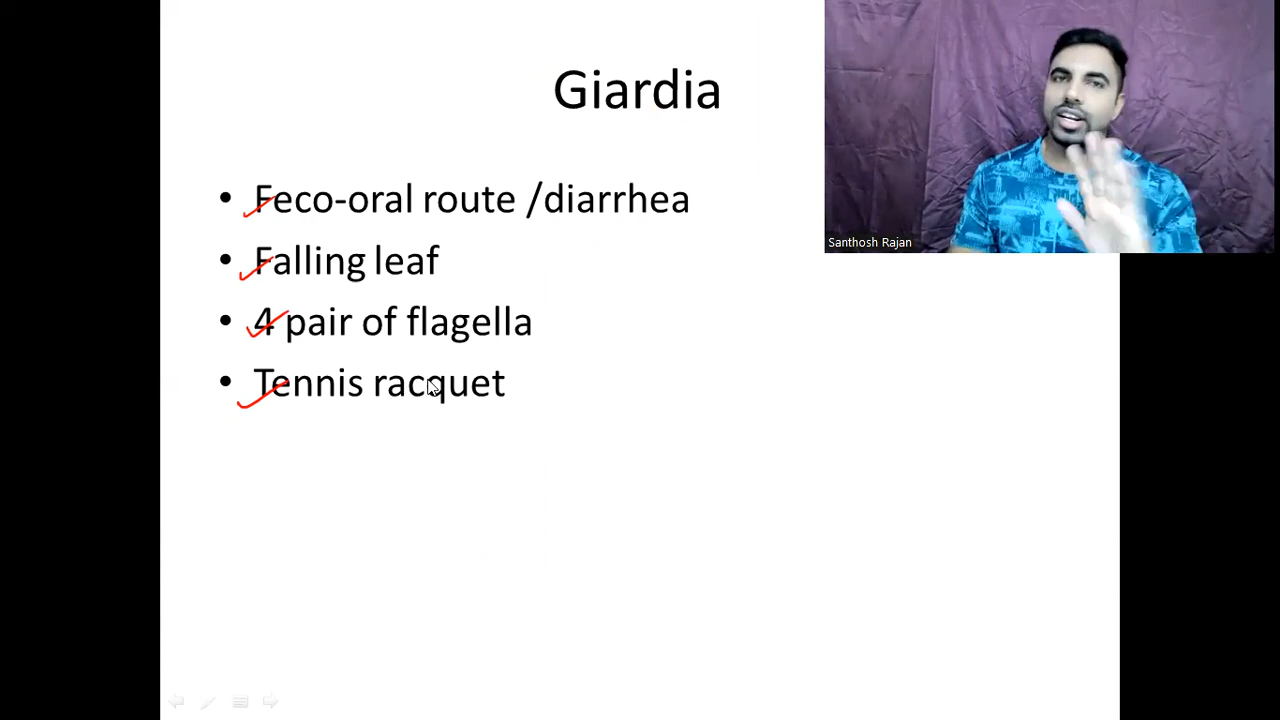 Giardia
• Feco-oral route /diarrhea
• Falling leaf
• 4 pair of flagella
• Tennis racquet
Santhosh Rajan